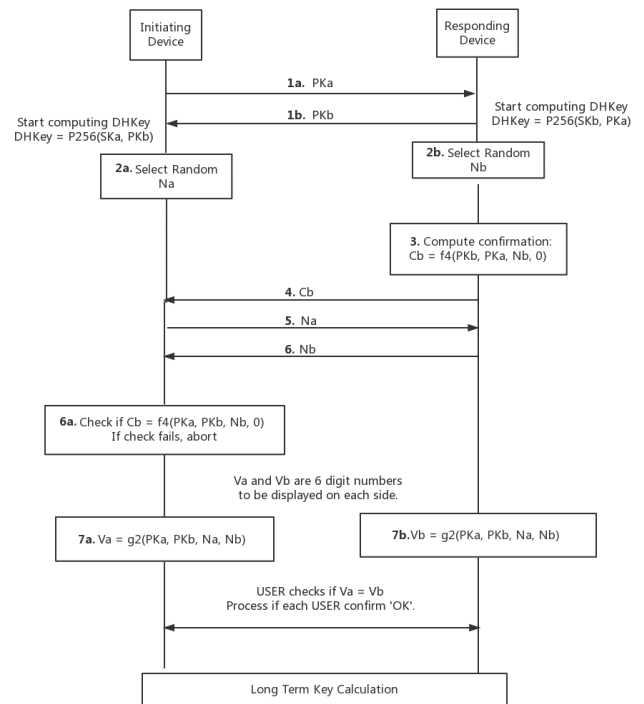 Initiating
Device
Responding
Device
1a. PKa
1b. PKb
Start computing DHKey
DHKey = P256(SKa, PKb)
Start computing DHKey
DHKey = P256(SKb, PKa)
2a. Select Random
Na
2b. Select Random
Nb
3. Compute confirmation:
Cb = f4(PKb, PKa, Nb, 0)
4. Cb
5. Na
6. Nb
6a. Check if Cb = f4(PKa, PKb, Nb, 0)
If check fails, abort
Va and Vb are 6 digit numbers
to be displayed on each side.
7a. Va = g2(PKa, PKb, Na, Nb)
7b.Vb = g2(PKa, PKb, Na, Nb)
USER checks if Va = Vb
Process if each USER confirm 'OK'.
Long Term Key Calculation